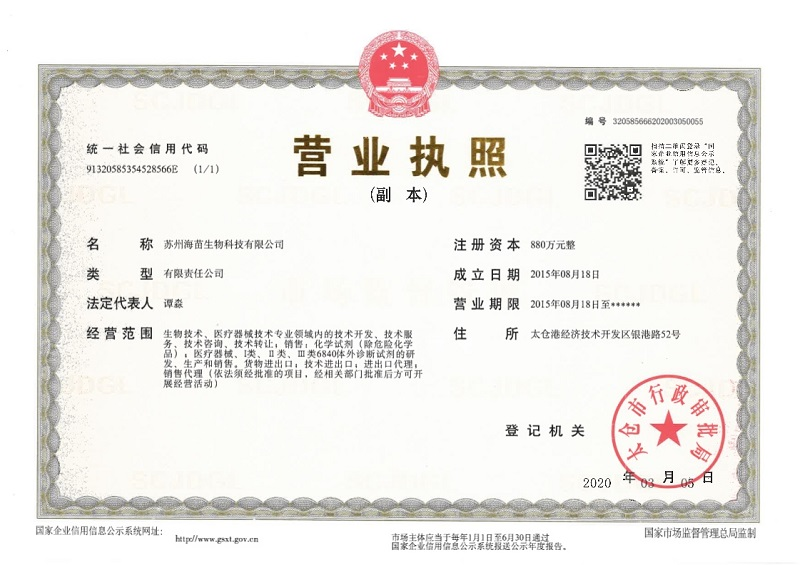 编 号 320585666202003050055
统一社会信用代码
91320585354528566E (1/1)
营业执照
(副 本)
扫描二维码登录“国
家企业信用信息公示
系统”了解更多登记、
备案、许可、监管信息。
名 称 苏州海苗生物科技有限公司
类 型 有限责任公司
法定代表人 谭淼
经营范围 生物技术、医疗器械技术专业领域内的技术开发、技术服
务、技术咨询、技术转让；销售：化学试剂（除危险化学
品）；医疗器械、I类、II类、III类6840体外诊断试剂的研
发、生产和销售。货物进出口；技术进出口；进出口代理；
销售代理（依法须经批准的项目，经相关部门批准后方可开
展经营活动）
注册资本 880万元整
成立日期 2015年08月18日
营业期限 2015年08月18日至******
住 所 太仓港经济技术开发区银港路52号
登记机关
太仓市行政审批局
2020 年 03 月 05 日
国家企业信用信息公示系统网址：
http://www.gsxt.gov.cn
市场主体应当于每年1月1日至6月30日通过
国家企业信用信息公示系统报送公示年度报告。
国家市场监督管理总局监制